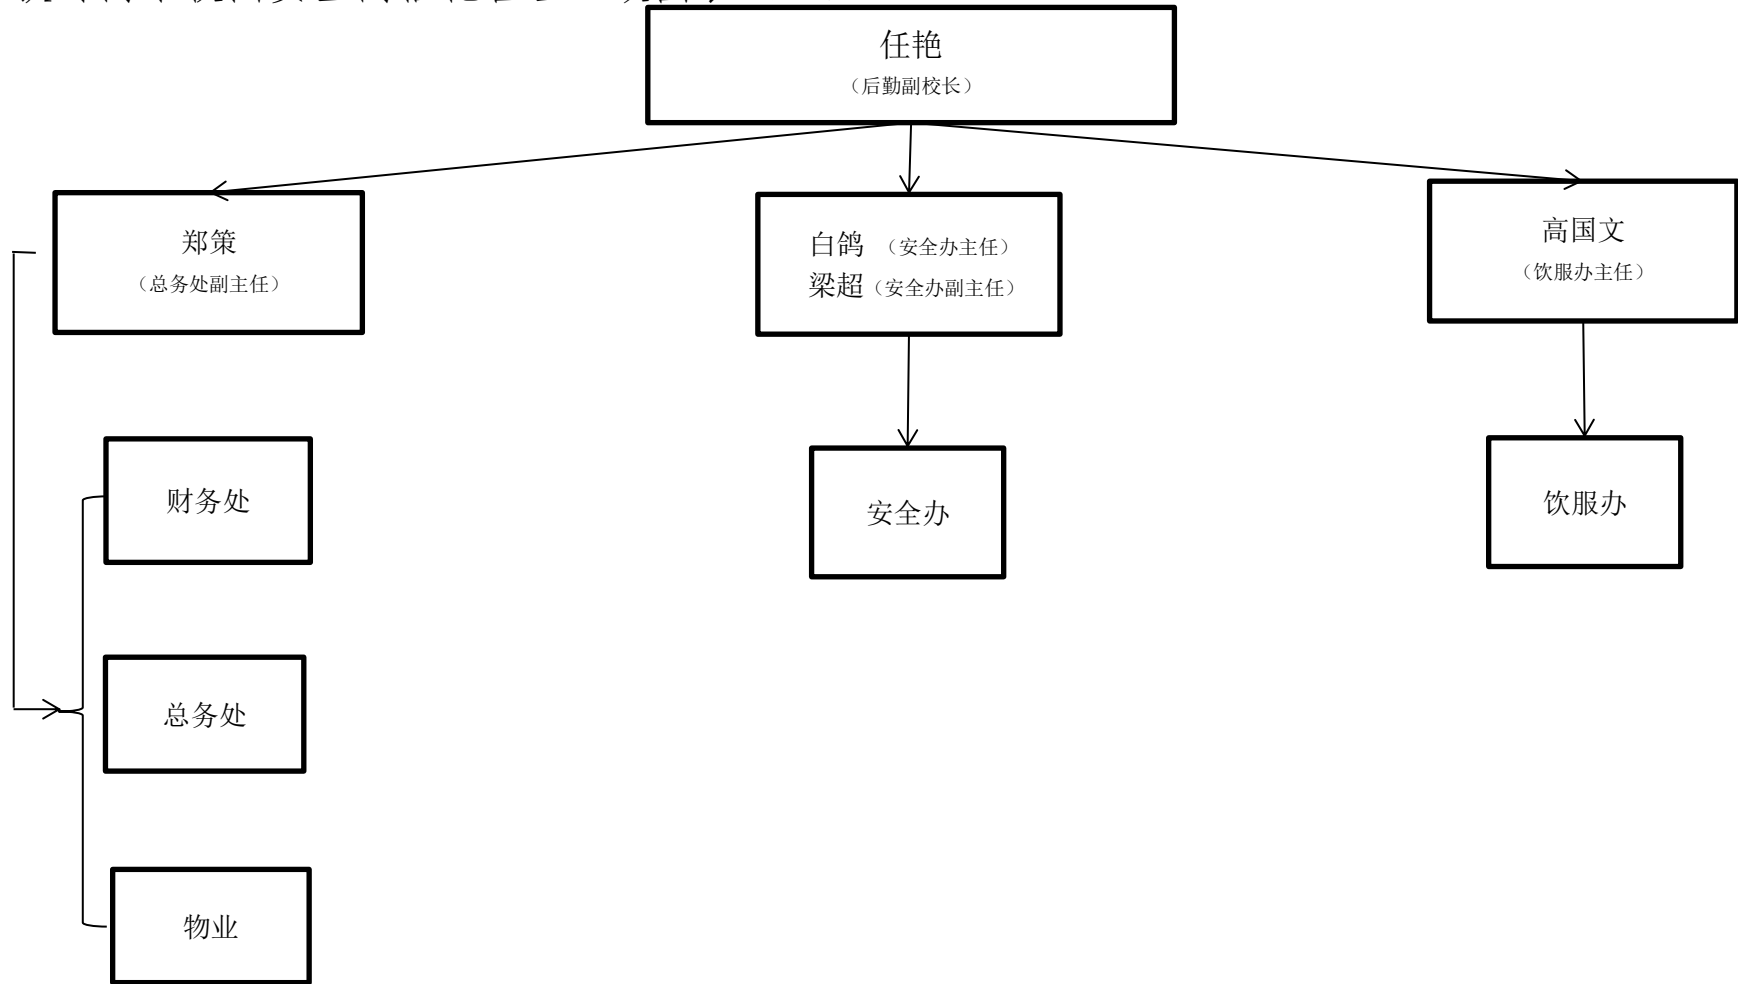 任艳
（后勤副校长）
郑策
（总务处副主任）
白鸽 （安全办主任）
梁超（安全办副主任）
高国文
（饮服办主任）
财务处
安全办
饮服办
总务处
物业